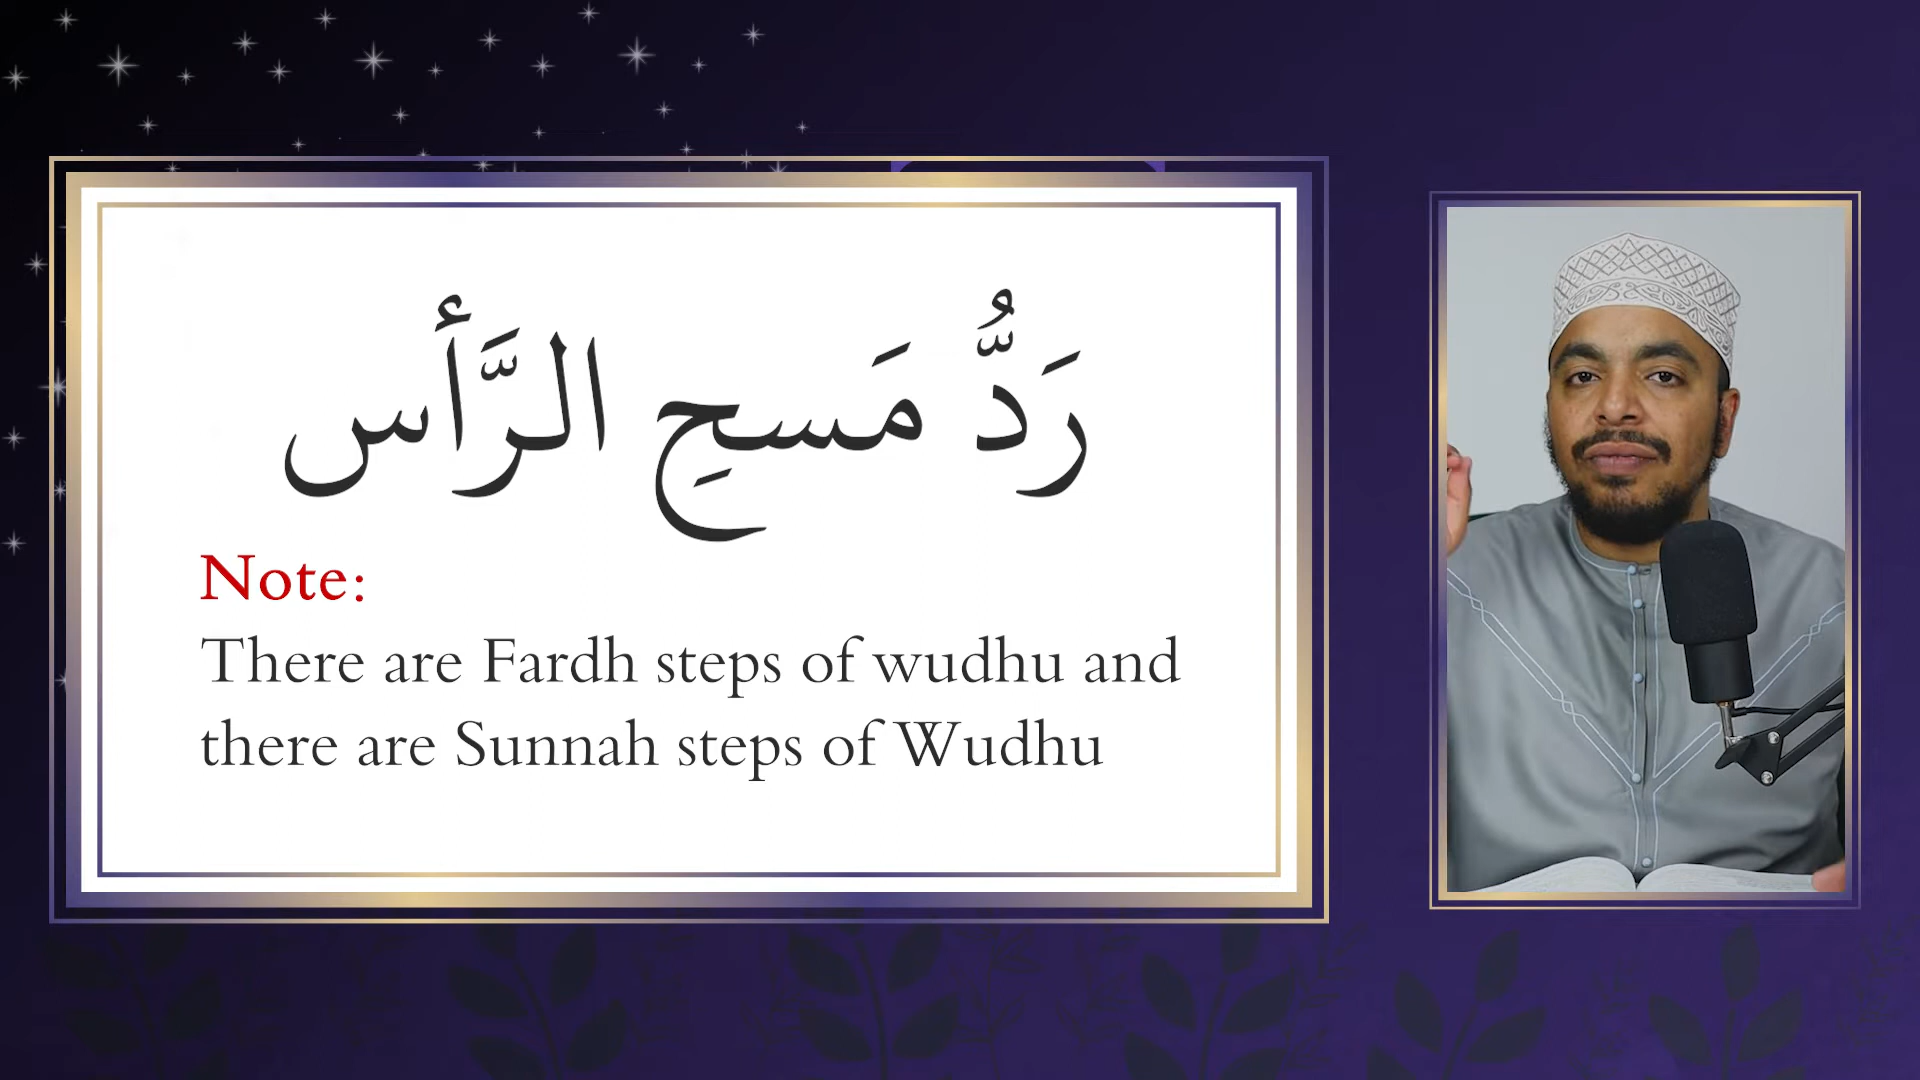 رَدُّ مَسحِ الرَّأس
Note:
There are Fardh steps of wudhu and
there are Sunnah steps of Wudhu